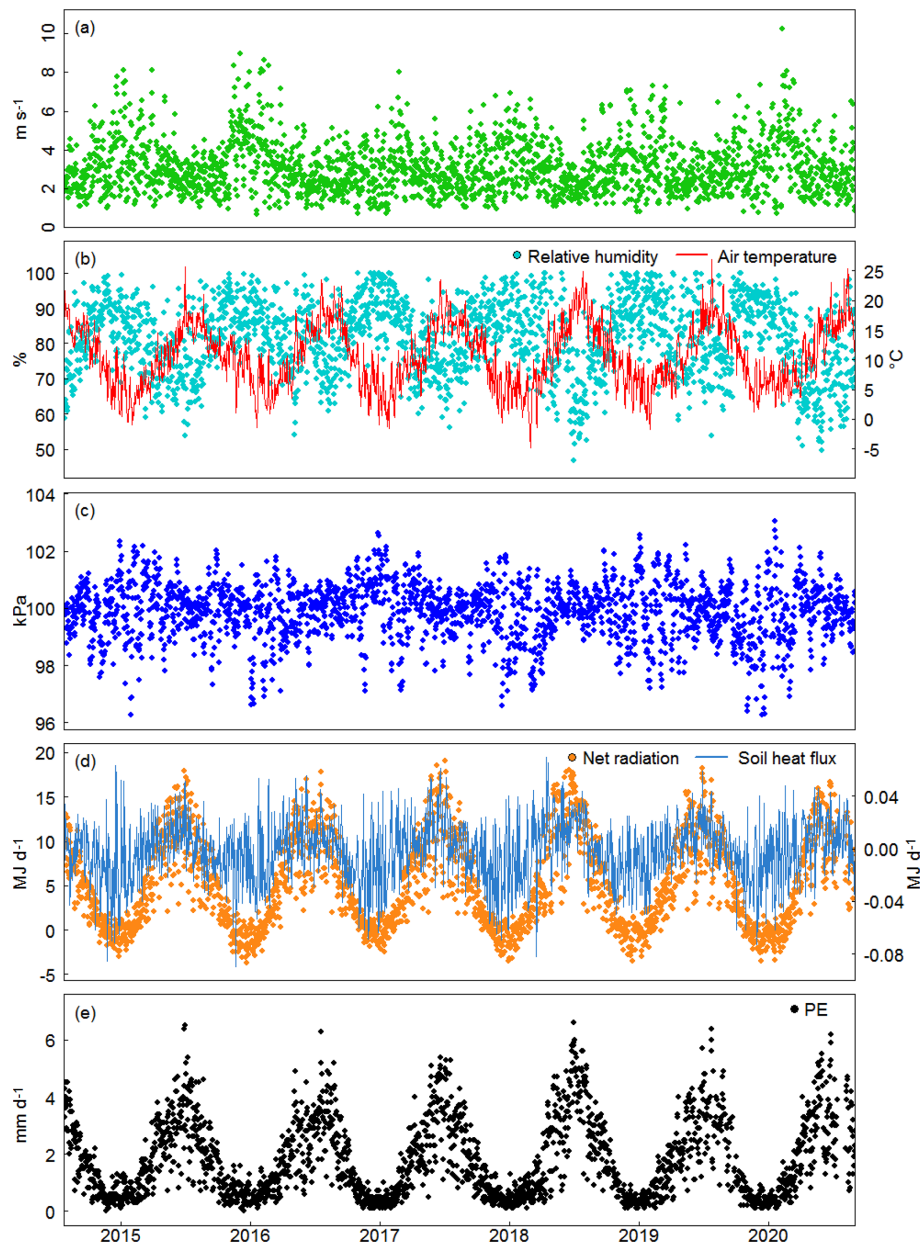 (a)
10
8
6
4
2
0
m s-1
(b)
Relative humidity
Air temperature
100
90
80
70
60
50
%
25
20
15
10
5
0
-5
°C
(c)
104
102
100
98
96
kPa
(d)
Net radiation
Soil heat flux
20
15
10
5
0
-5
MJ d-1
0.04
0.00
-0.04
-0.08
MJ d-1
(e)
PE
6
4
2
0
mm d-1
2015 2016 2017 2018 2019 2020